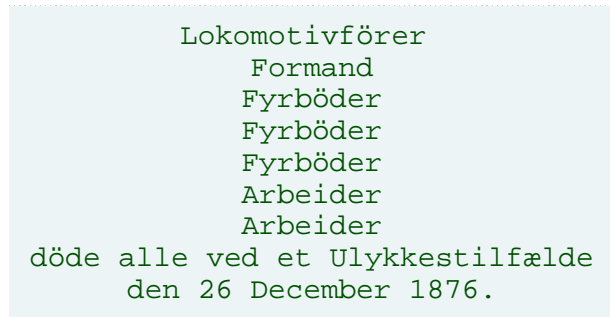 Lokomotivförer
Formand
Fyrböder
Fyrböder
Fyrböder
Arbeider
Arbeider
döde alle ved et Ulykkestilfælde
den 26 December 1876.